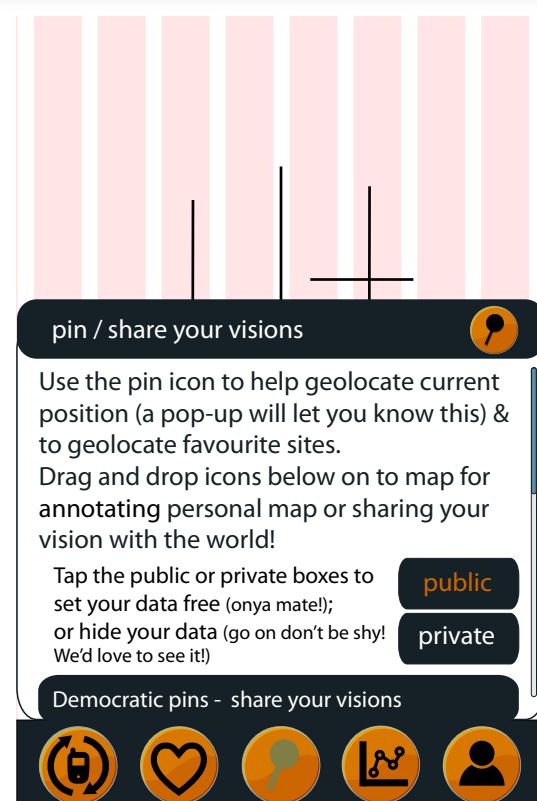 pin / share your visions
Use the pin icon to help geolocate current
position (a pop-up will let you know this) &
to geolocate favourite sites.
Drag and drop icons below on to map for
annotating personal map or sharing your
vision with the world!
Tap the public or private boxes to
set your data free (onya mate!);
or hide your data (go on don't be shy!
We'd love to see it!)
public
private
Democratic pins -  share your visions